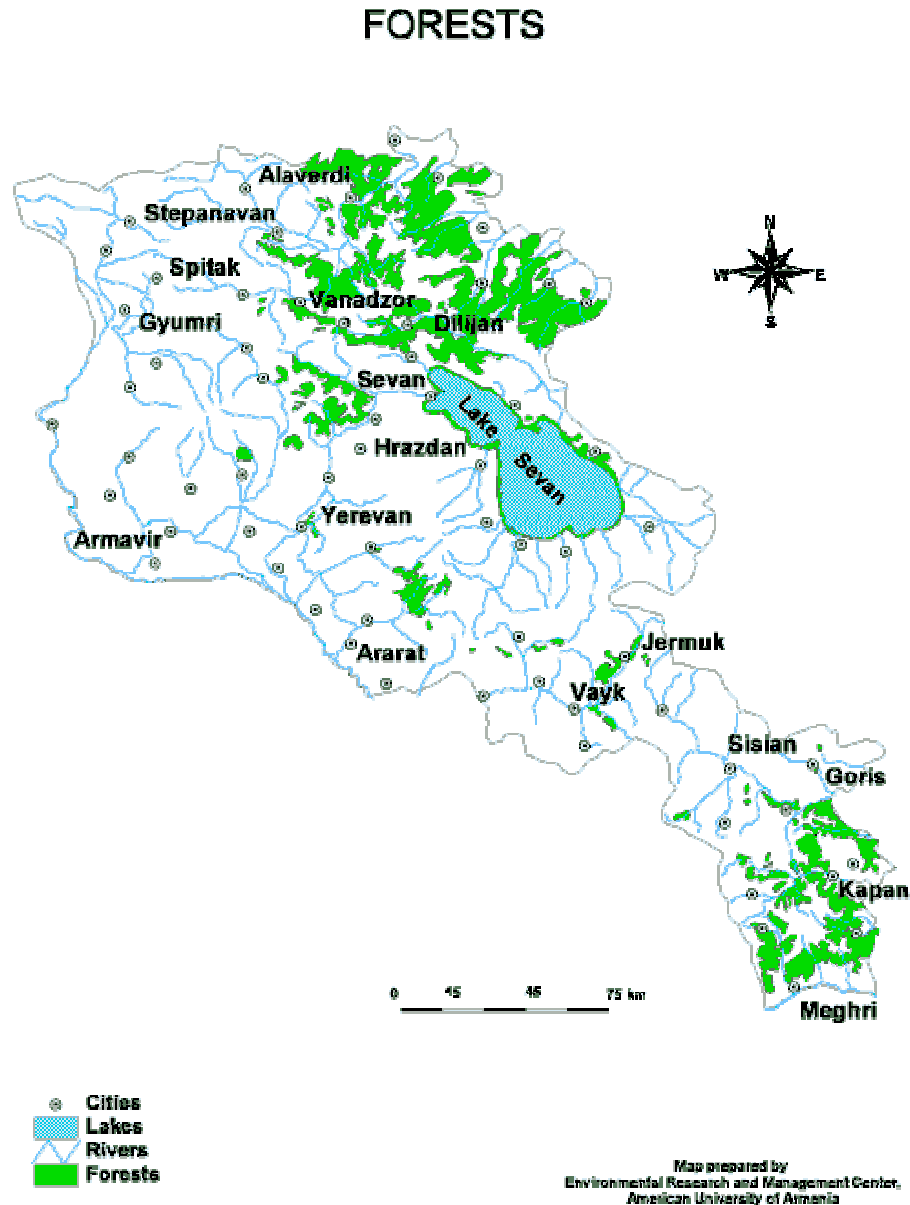 FORESTS
Alaverdi
Stepanavan
N
Spitak
W
E
Vanadzor
S
Gyumri
Dilijan
Sevan
Lake
Hrazdan
Sevan
Yerevan
Armavir
Jermuk
Ararat
Vayk
Sisian
Goris
Kapan
0 15 45 75 km
Meghri
Cities
Lakes
Rivers
Forests
Map prepared by
Environmental Research and Management Center,
American University of Armenia